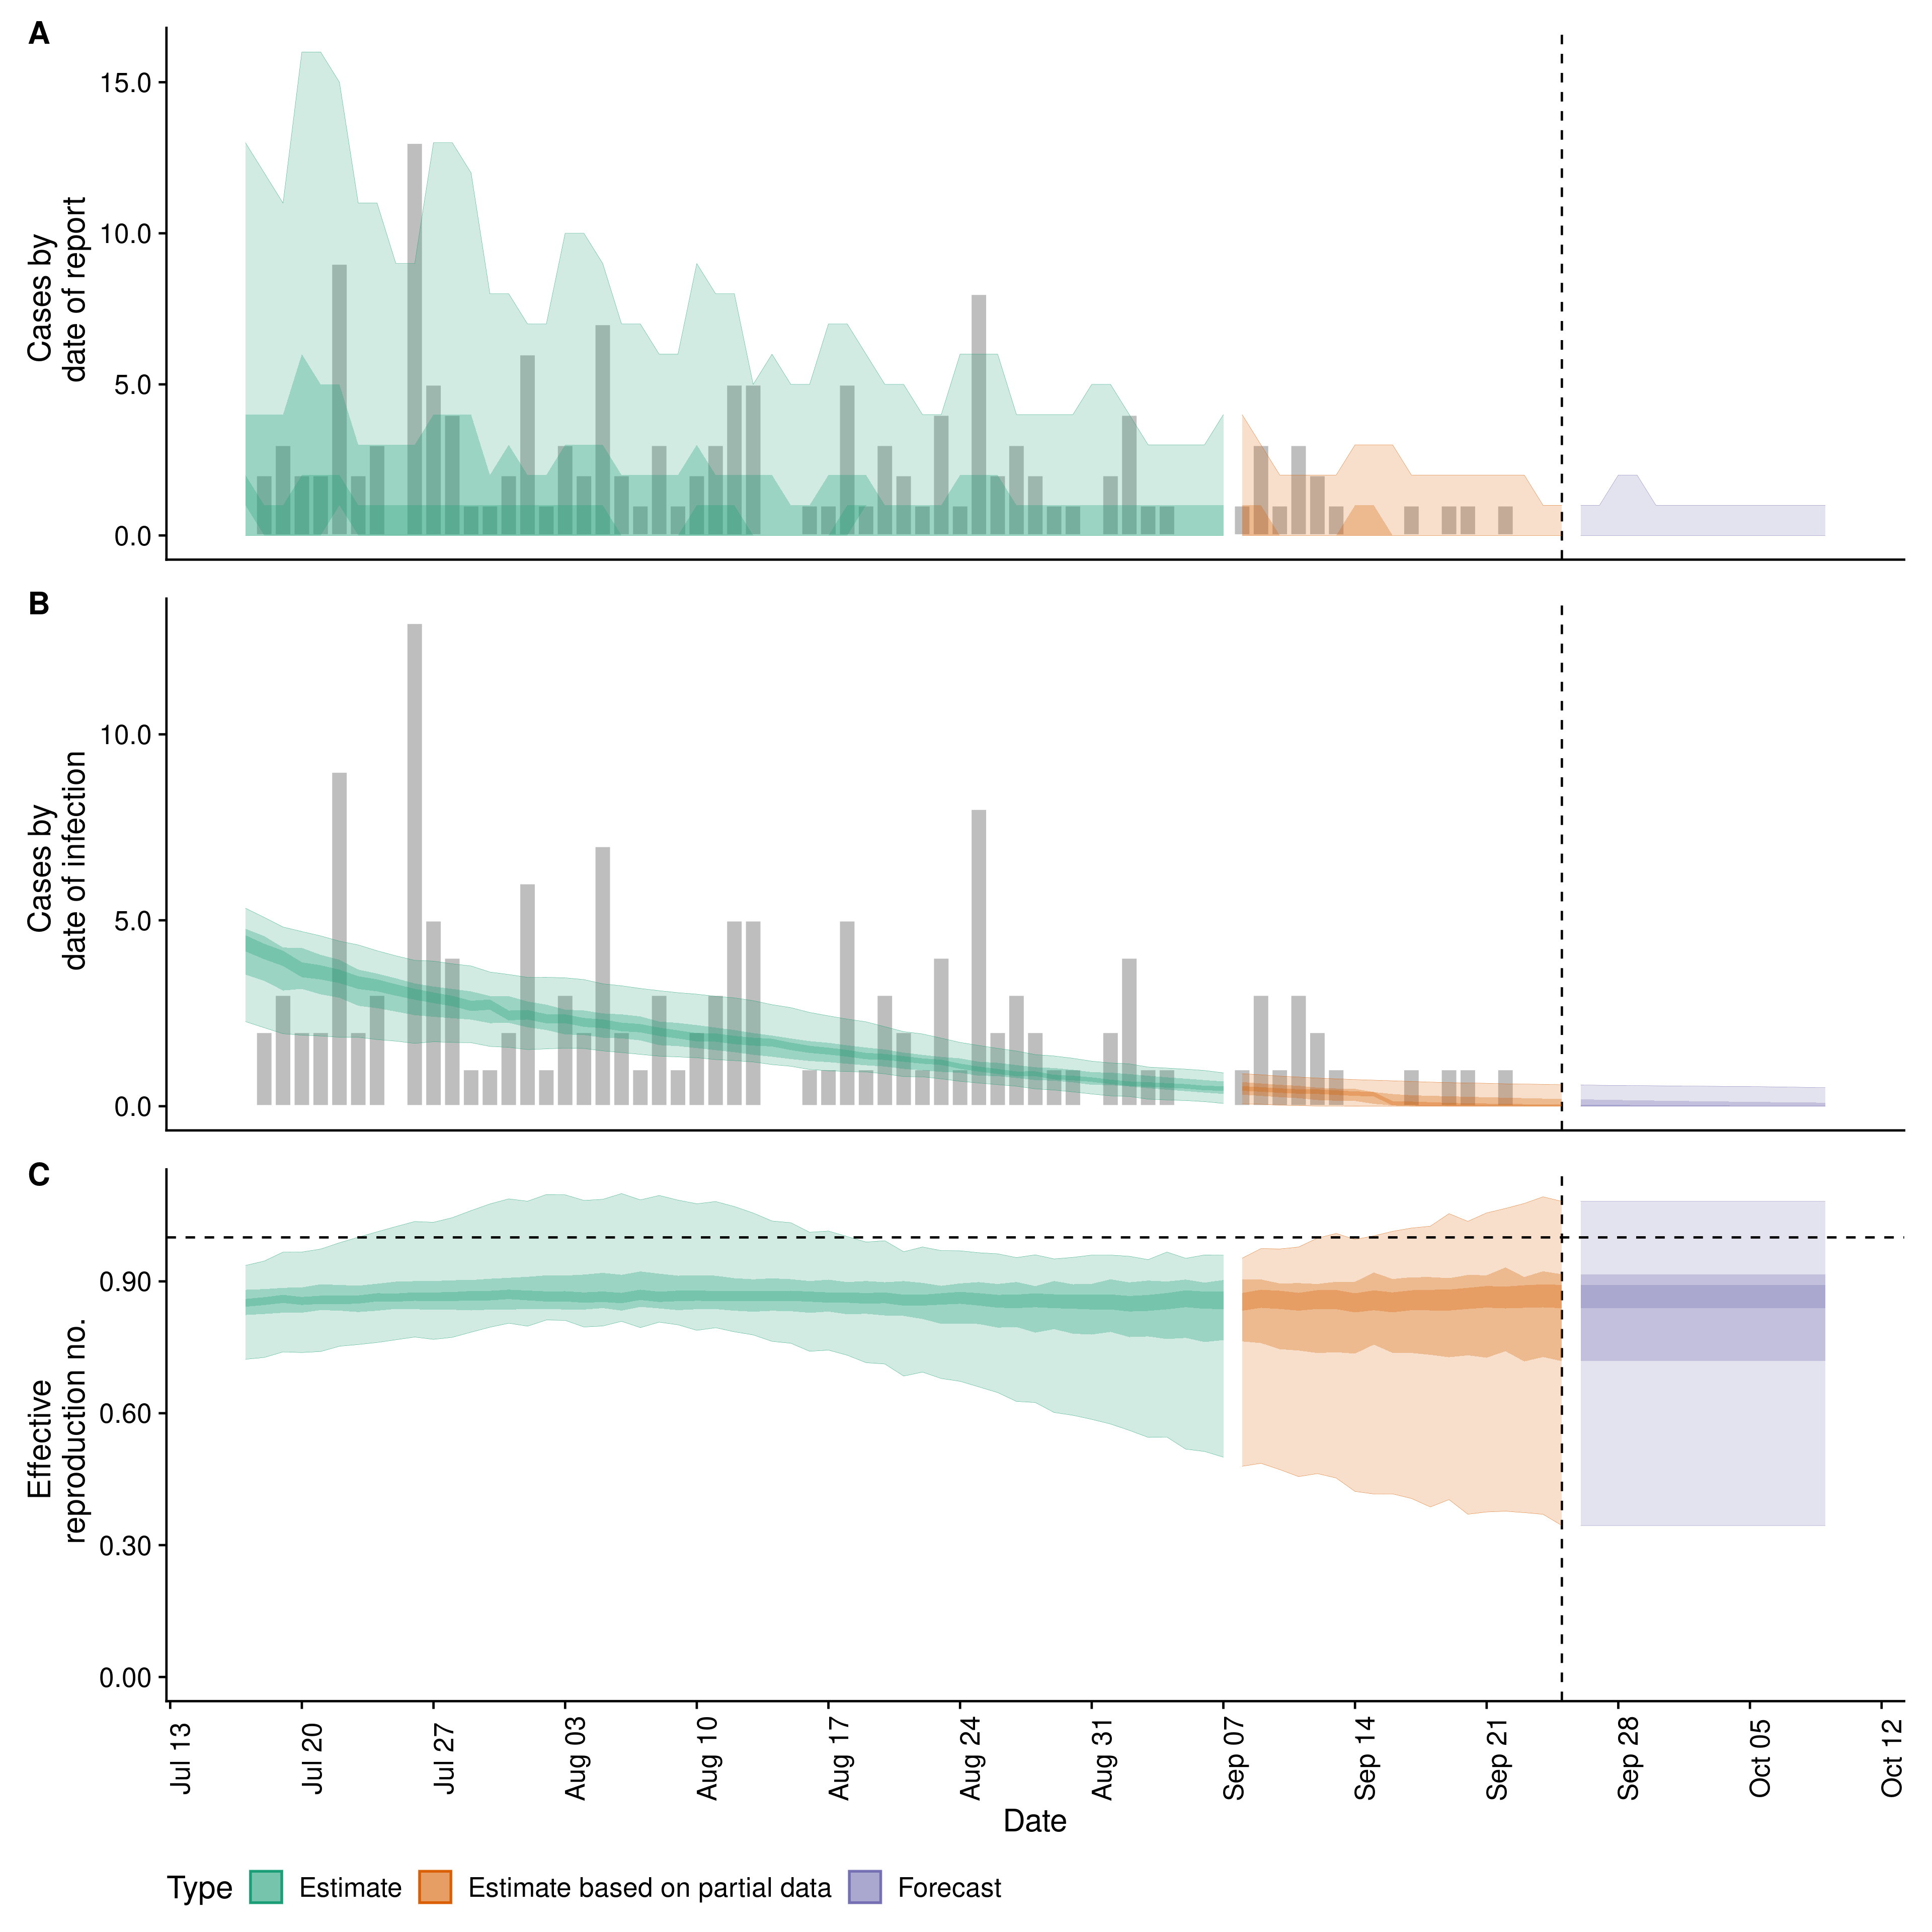 A
15.0
10.0
5.0
0.0
Cases by
date of report
B
10.0
5.0
0.0
Cases by
date of infection
C
0.90
0.60
0.30
0.00
Effective
reproduction no.
Jul 13
Jul 20
Jul 27
Aug 03
Aug 10
Aug 17
Aug 24
Aug 31
Sep 07
Sep 14
Sep 21
Sep 28
Oct 05
Oct 12
Date
Type Estimate Estimate based on partial data Forecast